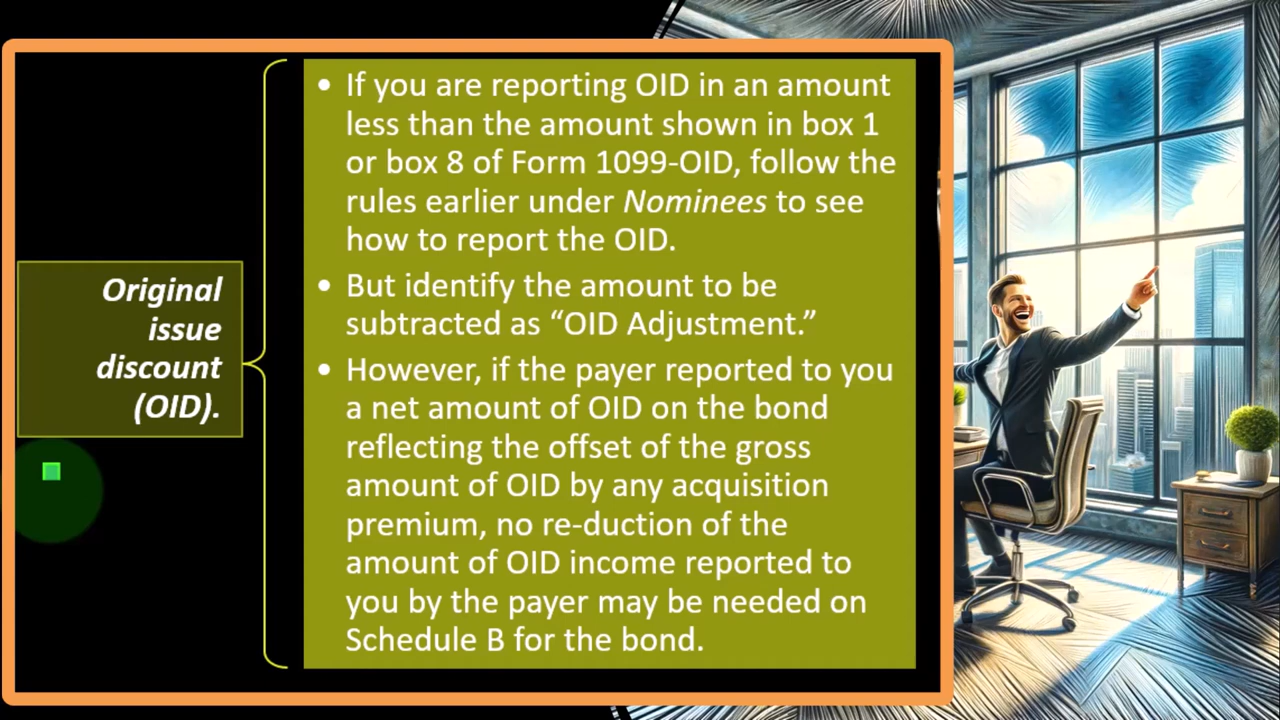 Original
issue
discount
(OID).
• If you are reporting OID in an amount
less than the amount shown in box 1
or box 8 of Form 1099-OID, follow the
rules earlier under Nominees to see
how to report the OID.
• But identify the amount to be
subtracted as “OID Adjustment.”
• However, if the payer reported to you
a net amount of OID on the bond
reflecting the offset of the gross
amount of OID by any acquisition
premium, no re-duction of the
amount of OID income reported to
you by the payer may be needed on
Schedule B for the bond.